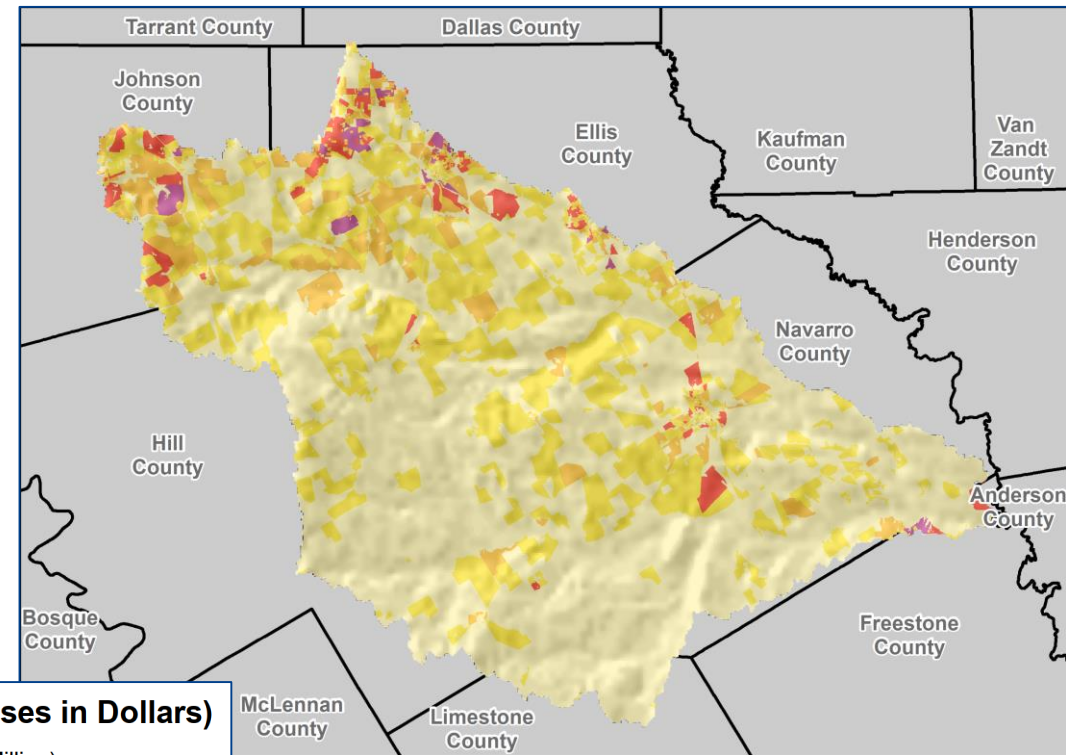 Tarrant County
Dallas County
Johnson
County
Ellis
County
Kaufman
County
Van
Zandt
County
Henderson
County
Navarro
County
Hill
County
Anderson
County
Bosque
County
Freestone
County
McLennan
County
Limestone
County
ses in Dollars)